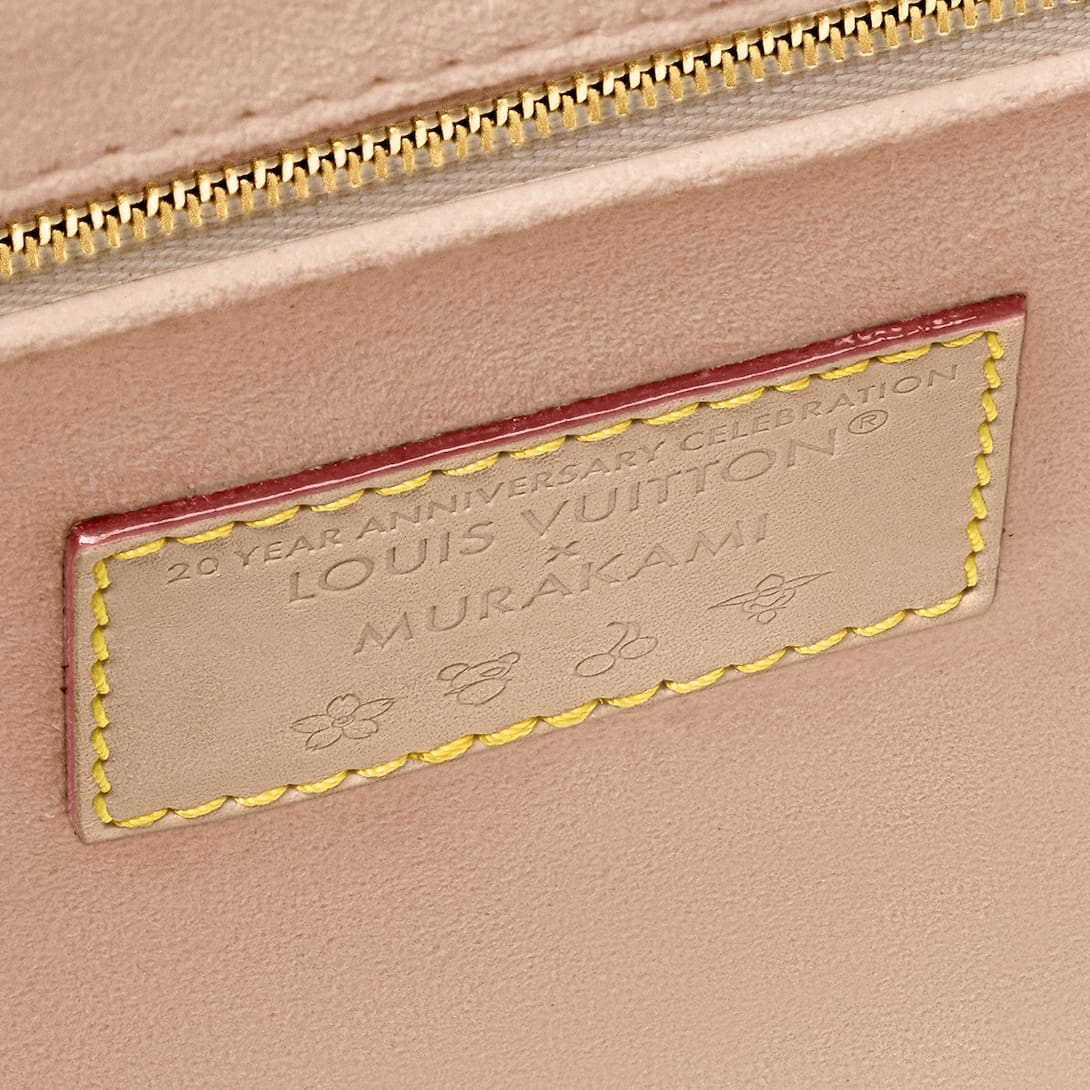 20 YEAR ANNIVERSARY CELEBRATION
LOUIS VUITTON®
X
MURAKAMI